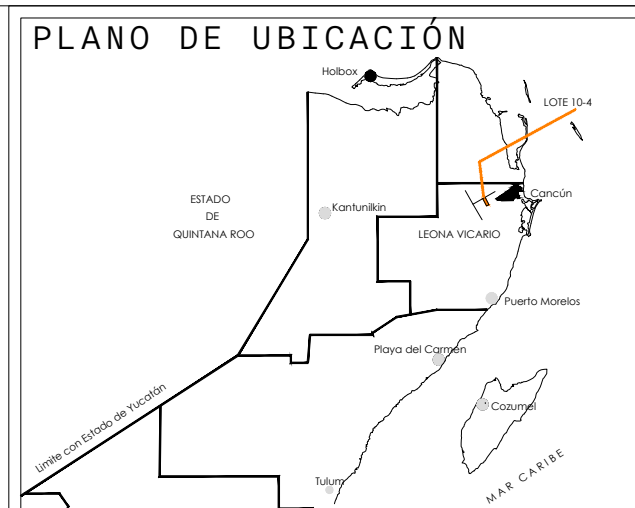 PLANO DE UBICACIÓN
Holbox
LOTE 10-4
ESTADO
DE
QUINTANA ROO
Kantunilkin
Cancún
LEONA VICARIO
Puerto Morelos
Playa del Carmen
Cozumel
Limite con Estado de Yucatán
MAR CARIBE
Tulum